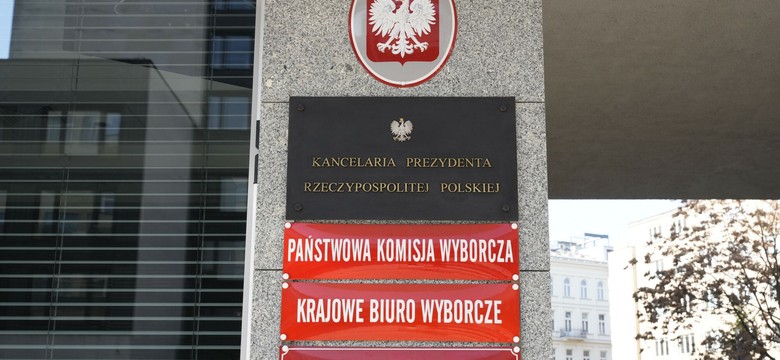 KANCELARIA PREZYDENTA
RZECZYPOSPOLITEJ POLSKIEJ
PAŃSTWOWA KOMISJA WYBORCZA
KRAJOWE BIURO WYBORCZE